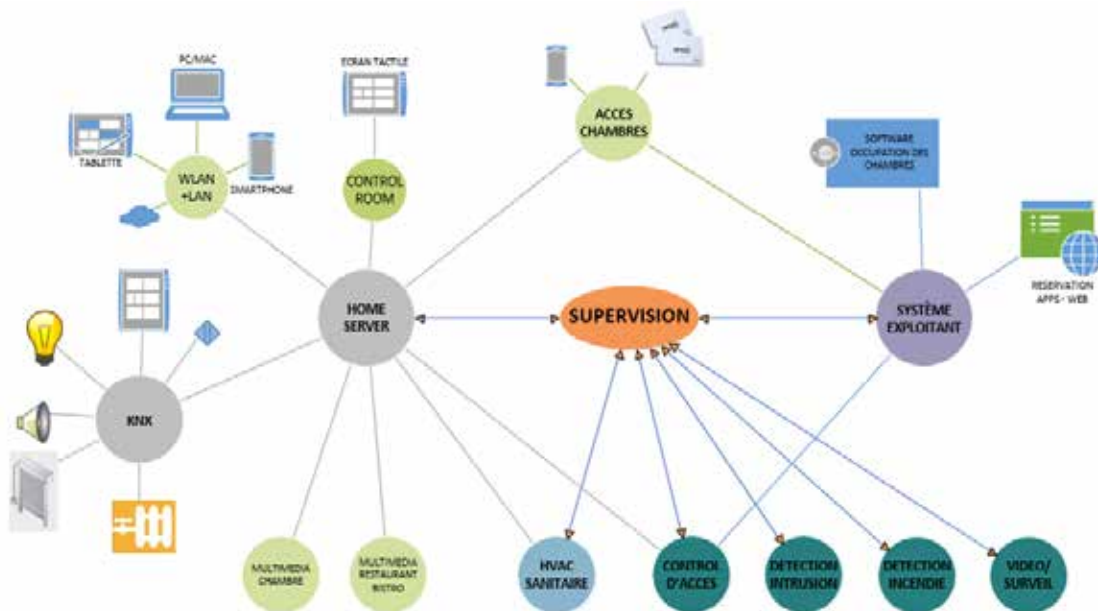 PC/MAC
ECRAN TACTILE
TABLETTE
WLAN
+LAN
SMARTPHONE
CONTROL
ROOM
ACCES
CHAMBRES
SOFTWARE
OCCUPATION DES
CHAMBRES
RESERVATION
APPS - WEB
HOME
SERVER
SUPERVISION
SYSTÈME
EXPLOITANT
KNX
MULTIMEDIA
CHAMBRE
MULTIMEDIA
RESTAURANT
BISTRO
HVAC
SANITAIRE
CONTROL
D'ACCES
DETECTION
INTRUSION
DETECTION
INCENDIE
VIDEO/
SURVEIL